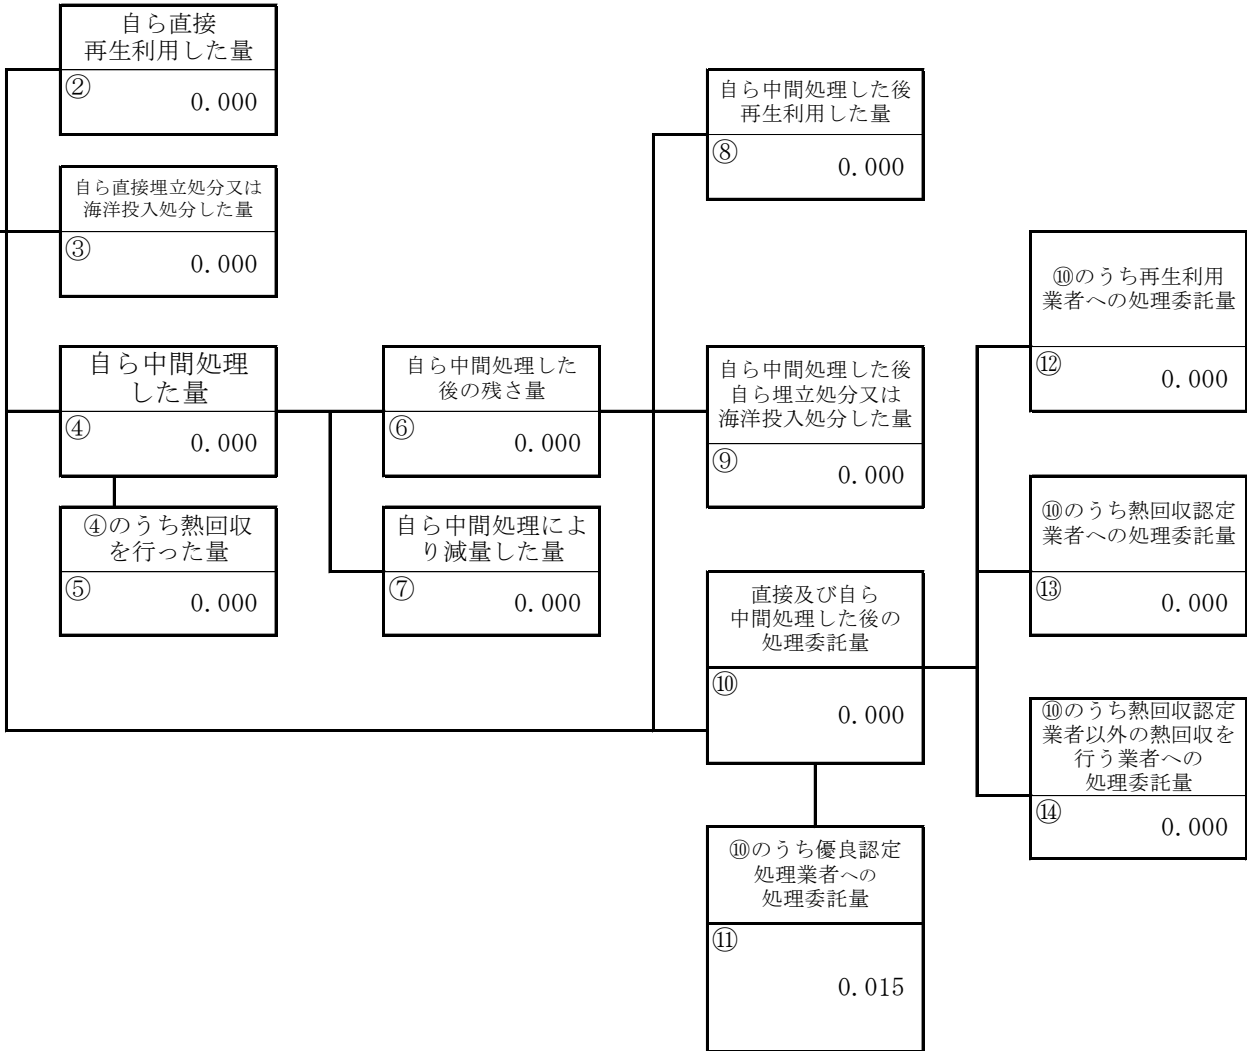 自ら直接
再生利用した量
②
0.000
自ら直接埋立処分又は
海洋投入処分した量
③
0.000
自ら中間処理
した量
④
0.000
④のうち熱回収
を行った量
⑤
0.000
自ら中間処理した
後の残さ量
⑥
0.000
自ら中間処理によ
り減量した量
⑦
0.000
自ら中間処理した後
再生利用した量
⑧
0.000
自ら中間処理した後
自ら埋立処分又は
海洋投入処分した量
⑨
0.000
直接及び自ら
中間処理した後の
処理委託量
⑩
0.000
⑩のうち優良認定
処理業者への
処理委託量
⑪
0.015
⑩のうち再生利用
業者への処理委託量
⑫
0.000
⑩のうち熱回収認定
業者への処理委託量
⑬
0.000
⑩のうち熱回収認定
業者以外の熱回収を
行う業者への
処理委託量
⑭
0.000